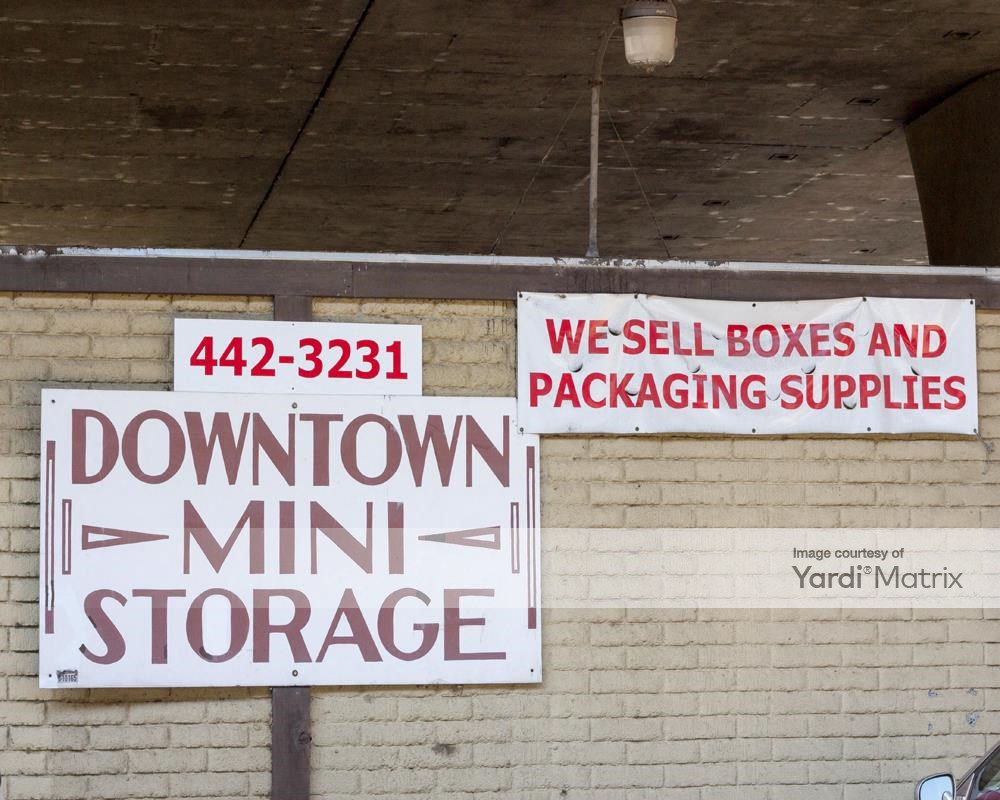 442-3231
DOWNTOWN
MINI
STORAGE
WE SELL BOXES AND
PACKAGING SUPPLIES
Image courtesy of
Yardi® Matrix